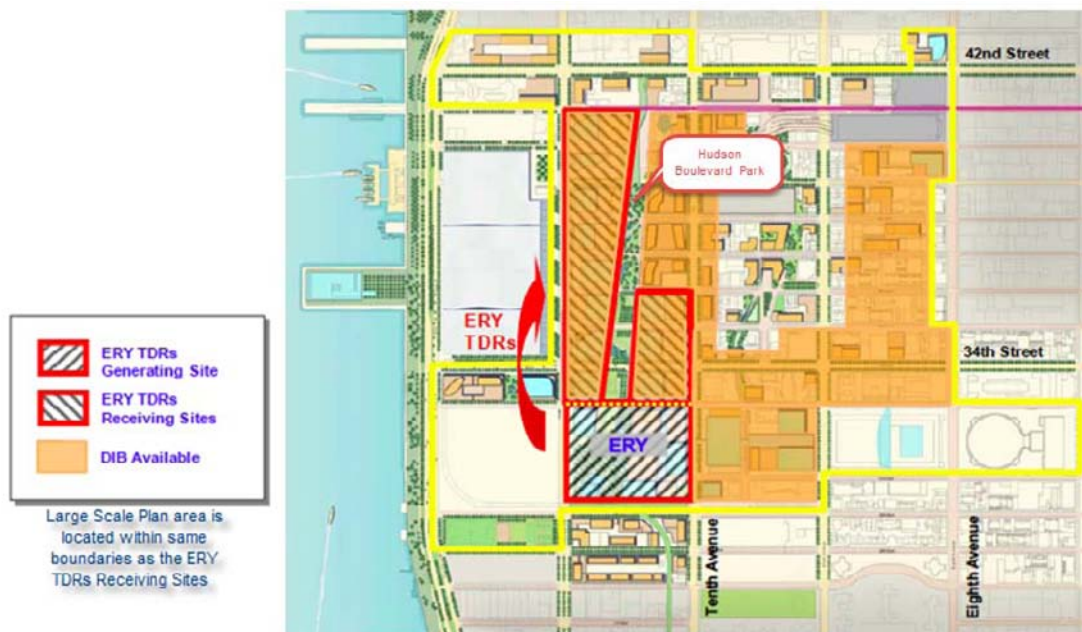 42nd Street
Hudson
Boulevard Park
ERY
TDRs
34th Street
ERY
Tenth Avenue
Eighth Avenue
ERY TDRs
Generating Site
ERY TDRs
Receiving Sites
DIB Available
Large Scale Plan area is
located within same
boundaries as the ERY
TDRs Receiving Sites